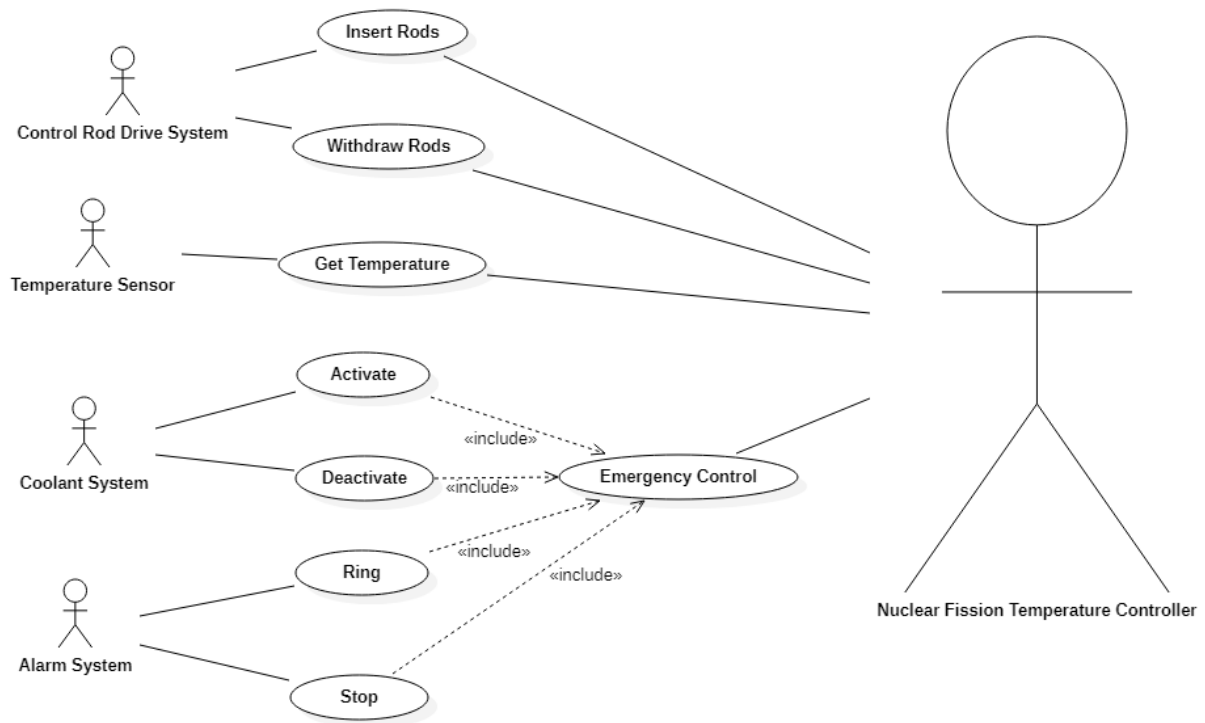 Insert Rods
Control Rod Drive System
Withdraw Rods
Temperature Sensor
Get Temperature
Activate
«include»
Coolant System
Deactivate
«include»
Emergency Control
Ring
«include»
«include»
Alarm System
Stop
Nuclear Fission Temperature Controller